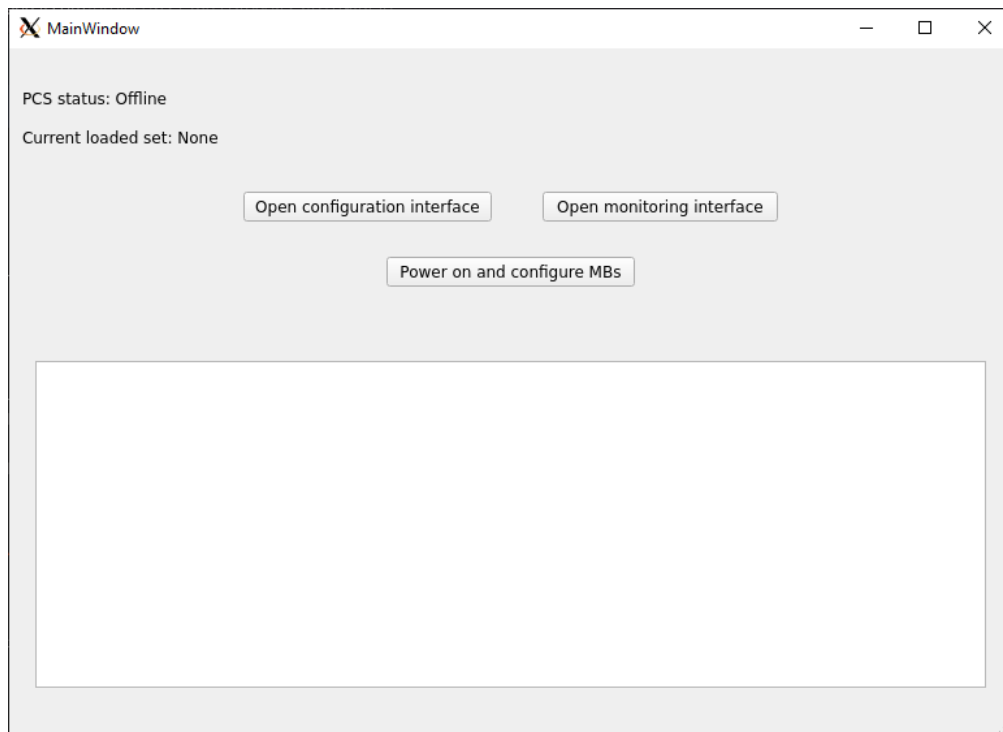 MainWindow
PCS status: Offline
Current loaded set: None
Open configuration interface
Open monitoring interface
Power on and configure MBs